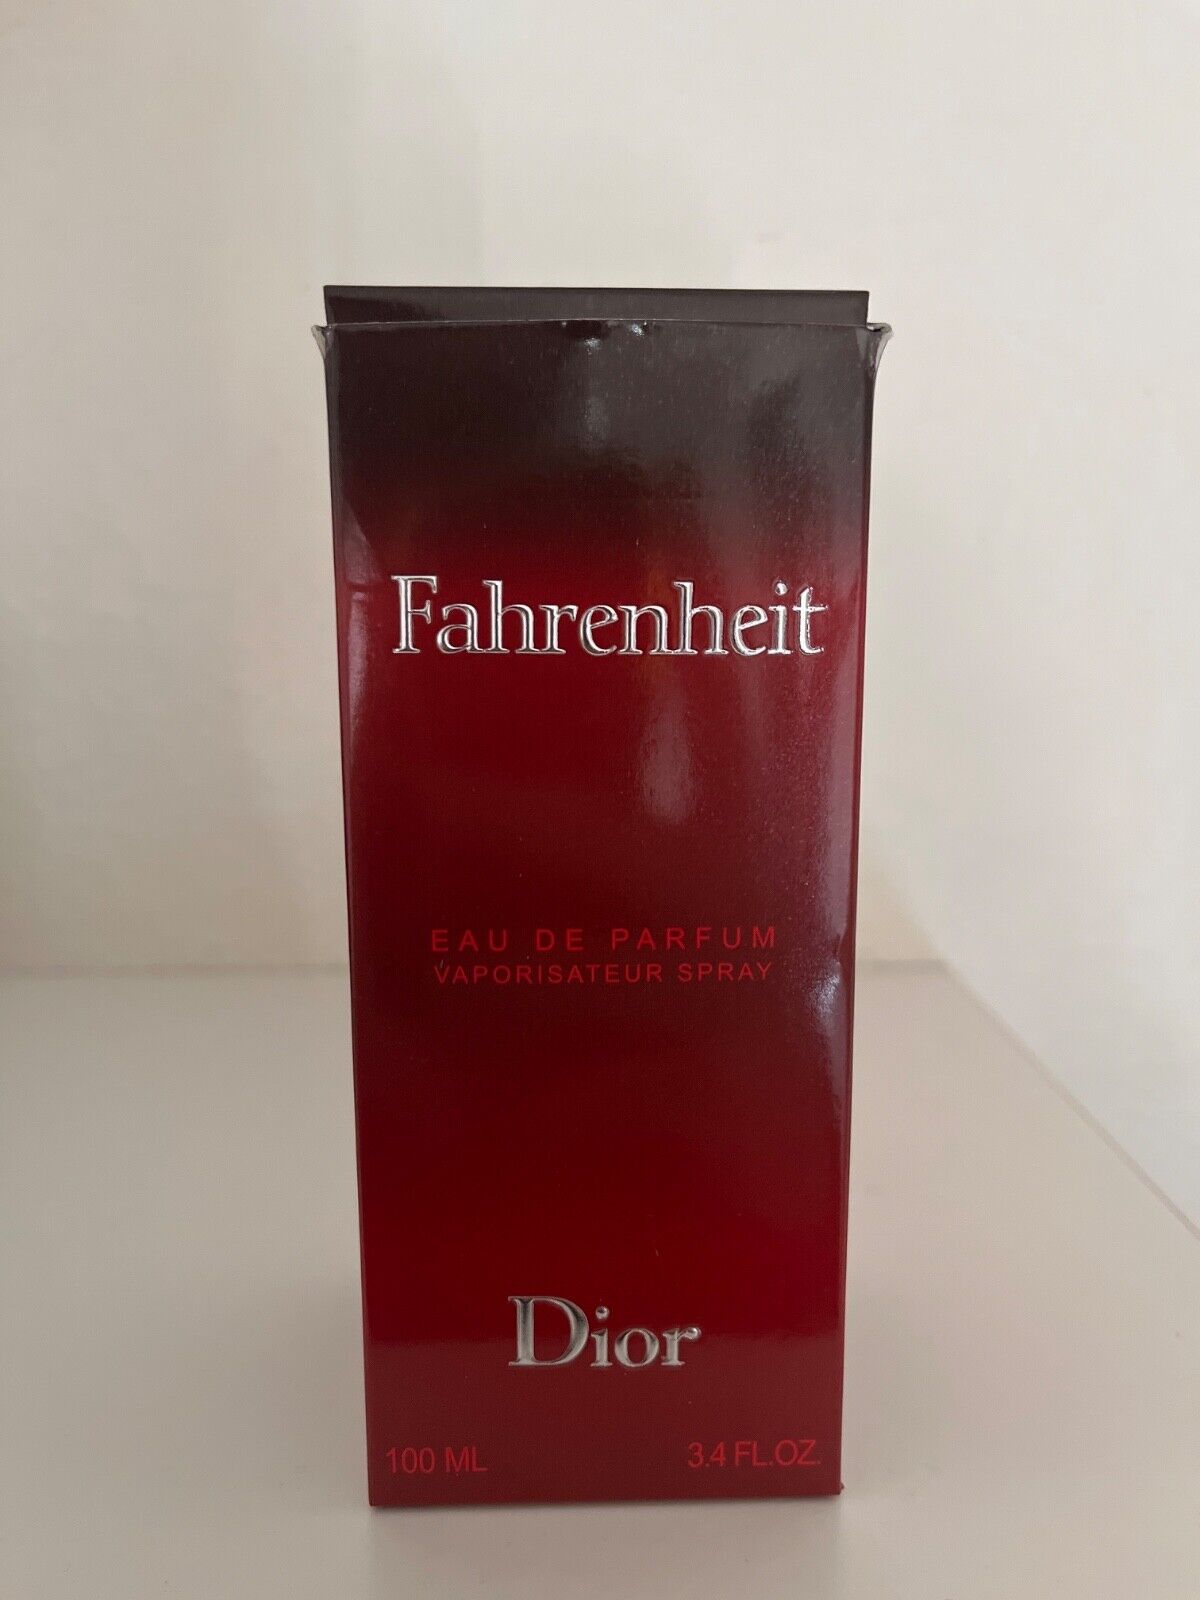 Fahrenheit
EAU DE PARFUM
VAPORISATEUR SPRAY
Dior
100 ML 3.4 FL.OZ.